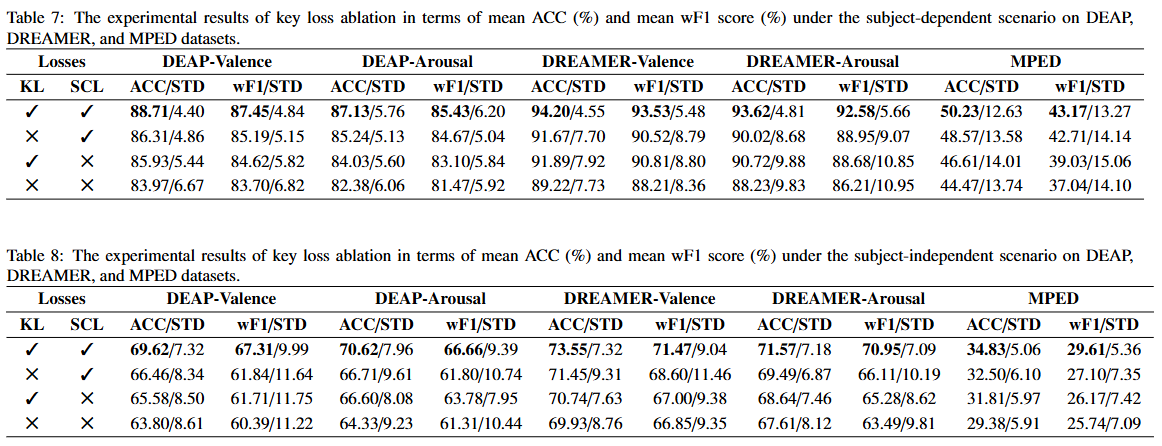 Table 7: The experimental results of key loss ablation in terms of mean ACC (%) and mean wF1 score (%) under the subject-dependent scenario on DEAP,
DREAMER, and MPED datasets.
Losses DEAP-Valence DEAP-Arousal DREAMER-Valence DREAMER-Arousal MPED
KL SCL ACC/STD wF1/STD ACC/STD wF1/STD ACC/STD wF1/STD ACC/STD wF1/STD ACC/STD wF1/STD
✓ ✓ 88.71/4.40 87.45/4.84 87.13/5.76 85.43/6.20 94.20/4.55 93.53/5.48 93.62/4.81 92.58/5.66 50.23/12.63 43.17/13.27
✕ ✓ 86.31/4.86 85.19/5.15 85.24/5.13 84.67/5.04 91.67/7.70 90.52/8.79 90.02/8.68 88.95/9.07 48.57/13.58 42.71/14.14
✓ ✕ 85.93/5.44 84.62/5.82 84.03/5.60 83.10/5.84 91.89/7.92 90.81/8.80 90.72/9.88 88.68/10.85 46.61/14.01 39.03/15.06
✕ ✕ 83.97/6.67 83.70/6.82 82.38/6.06 81.47/5.92 89.22/7.73 88.21/8.36 88.23/9.83 86.21/10.95 44.47/13.74 37.04/14.10
Table 8: The experimental results of key loss ablation in terms of mean ACC (%) and mean wF1 score (%) under the subject-independent scenario on DEAP,
DREAMER, and MPED datasets.
Losses DEAP-Valence DEAP-Arousal DREAMER-Valence DREAMER-Arousal MPED
KL SCL ACC/STD wF1/STD ACC/STD wF1/STD ACC/STD wF1/STD ACC/STD wF1/STD ACC/STD wF1/STD
✓ ✓ 69.62/7.32 67.31/9.99 70.62/7.96 66.66/9.39 73.55/7.32 71.47/9.04 71.57/7.18 70.95/7.09 34.83/5.06 29.61/5.36
✕ ✓ 66.46/8.34 61.84/11.64 66.71/9.61 61.80/10.74 71.45/9.31 68.60/11.46 69.49/6.87 66.11/10.19 32.50/6.10 27.10/7.35
✓ ✕ 65.58/8.50 61.71/11.75 66.60/8.08 63.78/7.95 70.74/7.63 67.00/9.38 68.64/7.46 65.28/8.62 31.81/5.97 26.17/7.42
✕ ✕ 63.80/8.61 60.39/11.22 64.33/9.23 61.31/10.44 69.93/8.76 66.85/9.35 67.61/8.12 63.49/9.81 29.38/5.91 25.74/7.09